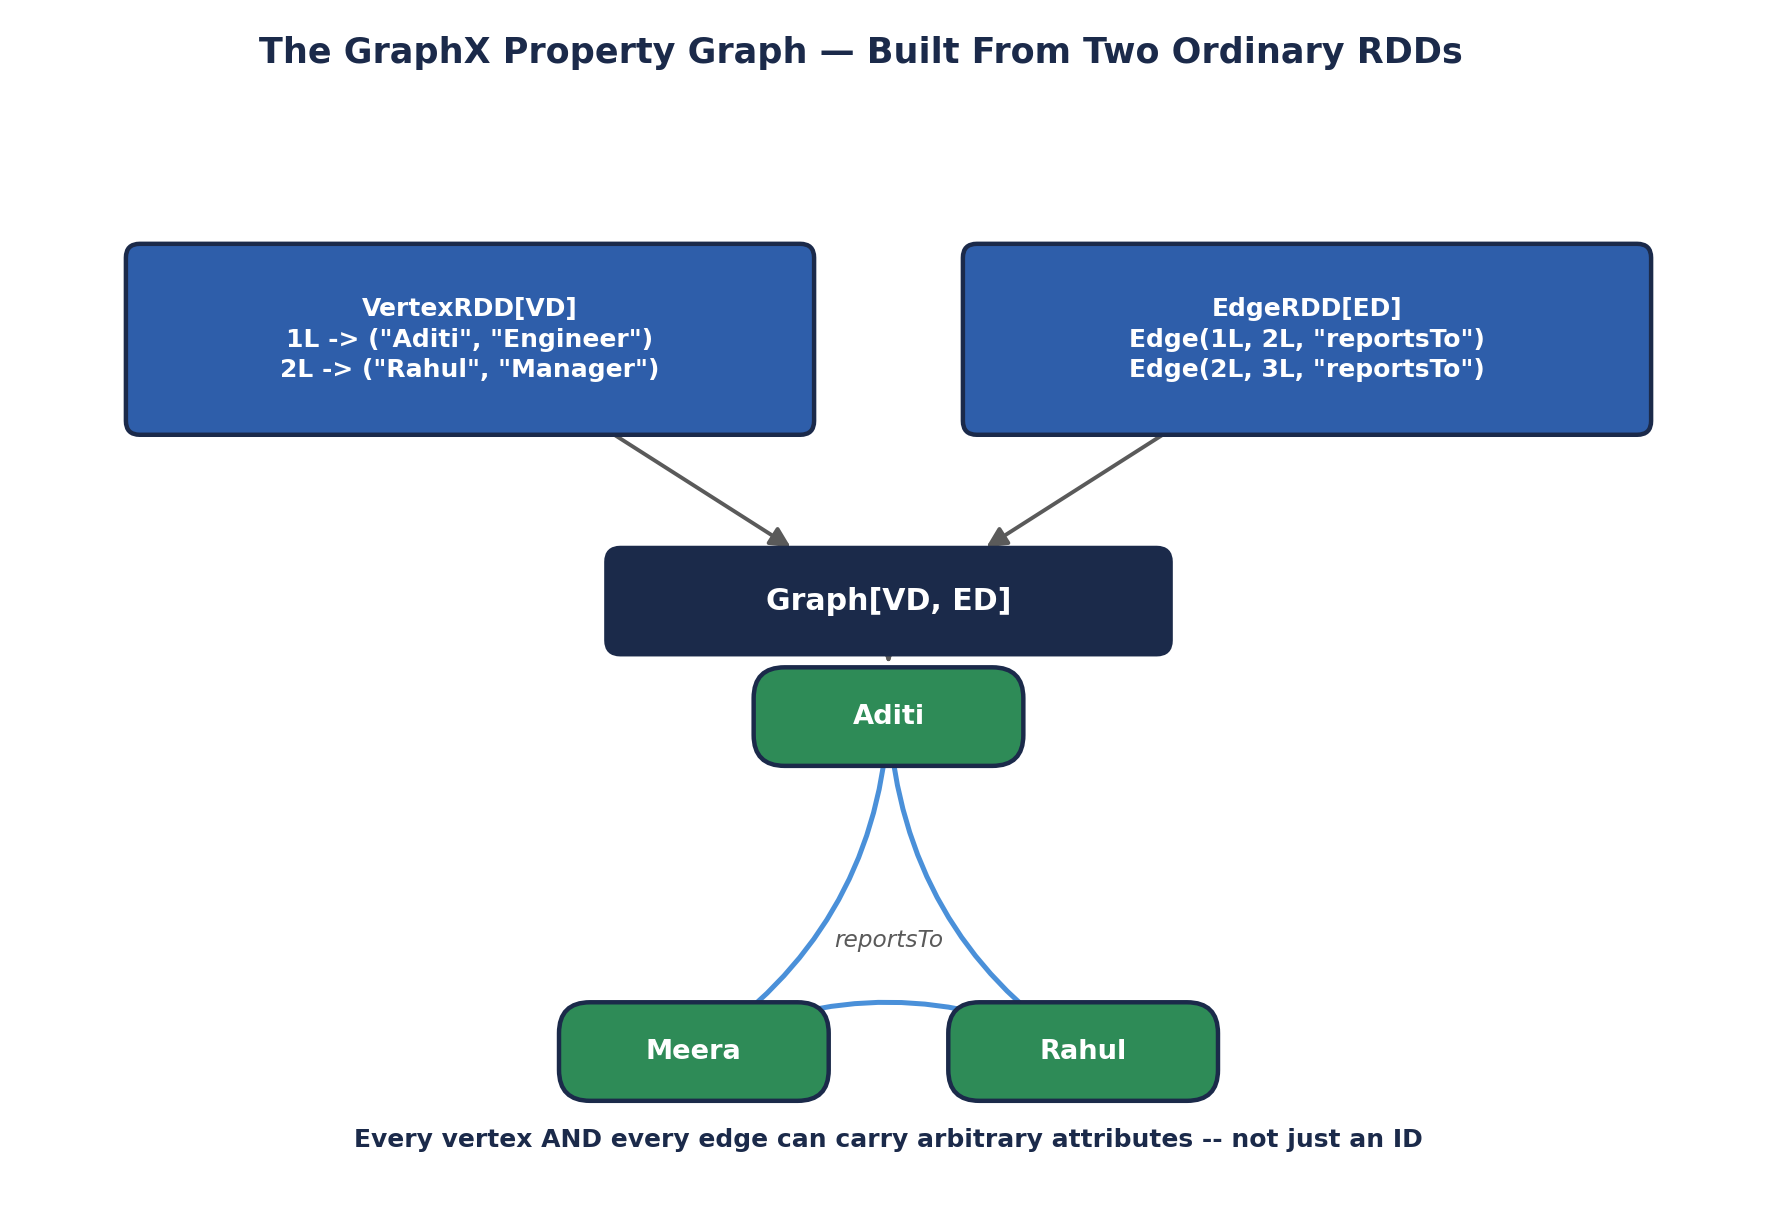 The GraphX Property Graph — Built From Two Ordinary RDDs
VertexRDD[VD]
1L -> ("Aditi", "Engineer")
2L -> ("Rahul", "Manager")
EdgeRDD[ED]
Edge(1L, 2L, "reportsTo")
Edge(2L, 3L, "reportsTo")
Graph[VD, ED]
Aditi
reportsTo
Meera
Rahul
Every vertex AND every edge can carry arbitrary attributes -- not just an ID